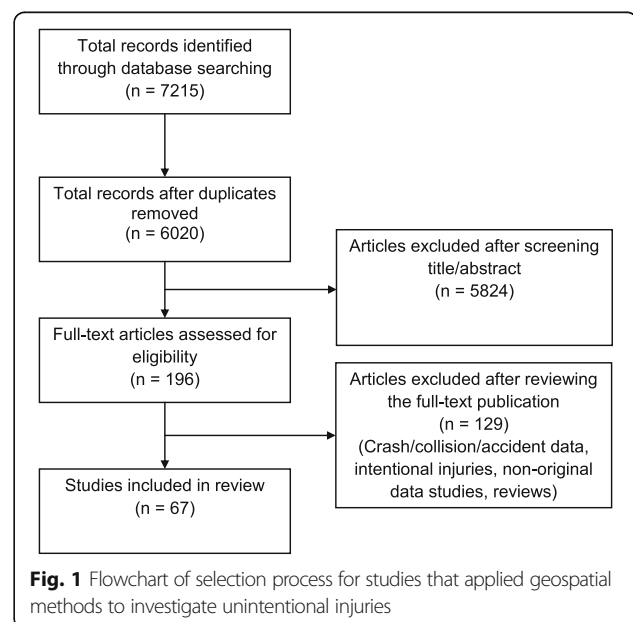 Total records identified
through database searching
(n = 7215)
Total records after duplicates
removed
(n = 6020)
Articles excluded after screening
title/abstract
(n = 5824)
Full-text articles assessed for
eligibility
(n = 196)
Articles excluded after reviewing
the full-text publication
(n = 129)
(Crash/collision/accident data,
intentional injuries, non-original
data studies, reviews)
Studies included in review
(n = 67)
Fig. 1 Flowchart of selection process for studies that applied geospatial
methods to investigate unintentional injuries